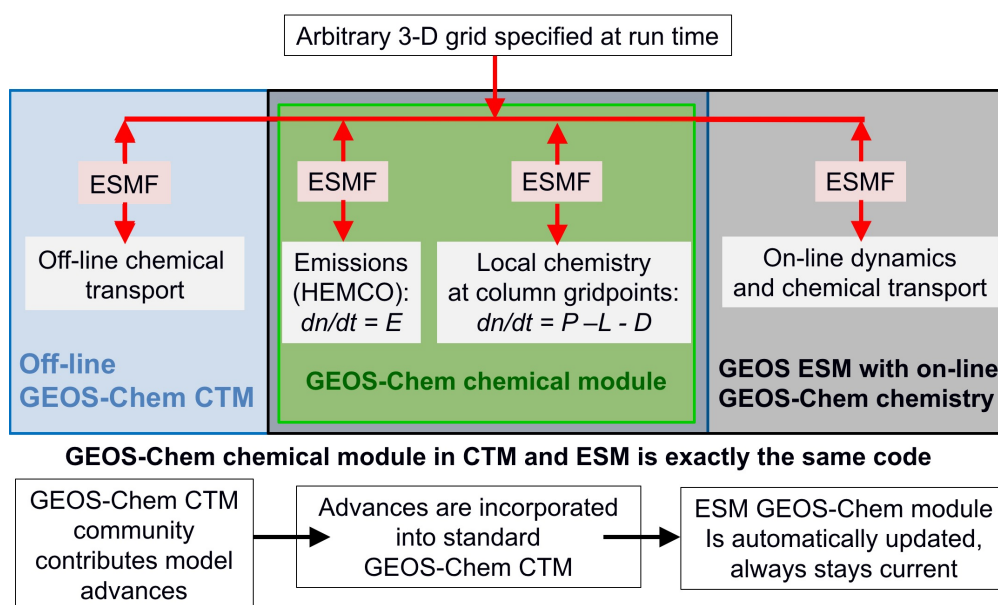 Arbitrary 3-D grid specified at run time
ESMF
ESMF
ESMF
ESMF
Off-line chemical
transport
Emissions
(HEMCO):
dn/dt = E
Local chemistry
at column gridpoints:
dn/dt = P –L - D
On-line dynamics
and chemical transport
Off-line
GEOS-Chem CTM
GEOS-Chem chemical module
GEOS ESM with on-line
GEOS-Chem chemistry
GEOS-Chem chemical module in CTM and ESM is exactly the same code
GEOS-Chem CTM
community
contributes model
advances
Advances are incorporated
into standard
GEOS-Chem CTM
ESM GEOS-Chem module
Is automatically updated,
always stays current